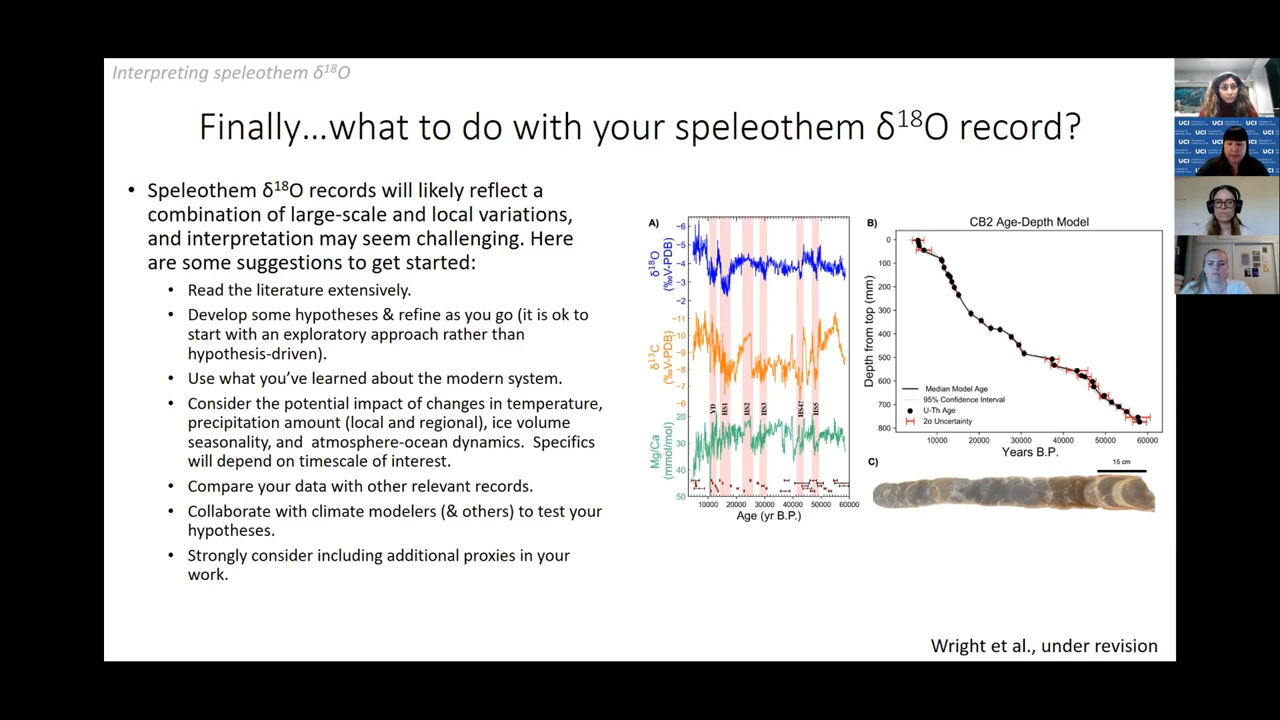 Interpreting speleothem δ¹⁸O
Finally...what to do with your speleothem δ¹⁸O record?
• Speleothem δ¹⁸O records will likely reflect a
combination of large-scale and local variations,
and interpretation may seem challenging. Here
are some suggestions to get started:
• Read the literature extensively.
• Develop some hypotheses & refine as you go (it is ok to
start with an exploratory approach rather than
hypothesis-driven).
• Use what you’ve learned about the modern system.
• Consider the potential impact of changes in temperature,
precipitation amount (local and regional), ice volume
seasonality, and atmosphere-ocean dynamics. Specifics
will depend on timescale of interest.
• Compare your data with other relevant records.
• Collaborate with climate modelers (& others) to test your
hypotheses.
• Strongly consider including additional proxies in your
work.
A)
δ¹⁸O
(‰V-PDB)
−6
−5
−4
−3
−2
δ¹³C
(‰V-PDB)
−11
−10
−9
−8
−7
−6
YD
HS1
HS2
HS3
HS4?
HS5
Mg/Ca
(mmol/mol)
20
30
40
50
10000 20000 30000 40000 50000 60000
Age (yr B.P.)
B)
CB2 Age-Depth Model
Depth from top (mm)
0
100
200
300
400
500
600
700
800
Median Model Age
95% Confidence Interval
U-Th Age
2σ Uncertainty
10000 20000 30000 40000 50000 60000
Years B.P.
C)
15 cm
Wright et al., under revision
UCI
UCI
UCI
UCI
UCI